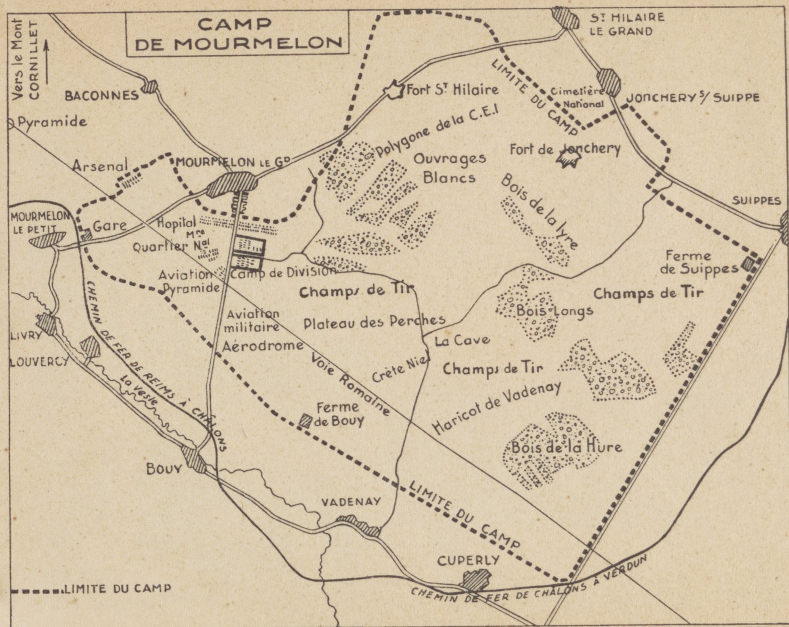 CAMP
DE MOURMELON
Vers le Mont
CORNILLET
ST HILAIRE
LE GRAND
BACONNES
Fort ST Hilaire
LIMITE DU CAMP
Cimetière
National
JONCHERY S/ SUIPPE
Pyramide
Polygone de la C.E.I
Arsenal
MOURMELON LE GD
Ouvrages
Blancs
Fort de Jonchery
Bois de la Lyre
SUIPPES
MOURMELON
LE PETIT
Gare
Hopital
Mre
Quartier Nal
Ferme
de Suippes
Aviation
Pyramide
Camp de Division
Champs de Tir
Champs de Tir
Aviation
militaire
Aérodrome
Plateau des Perches
Bois Longs
La Cave
LIVRY
LOUVERCY
CHEMIN DE FER DE REIMS À CHÂLONS
La Vesle
Voie Romaine
Crête Niel
Champs de Tir
Haricot de Vadenay
Ferme
de Bouy
Bois de la Hure
BOUY
LIMITE DU CAMP
VADENAY
CUPERLY
CHEMIN DE FER DE CHÂLONS À VERDUN
LIMITE DU CAMP